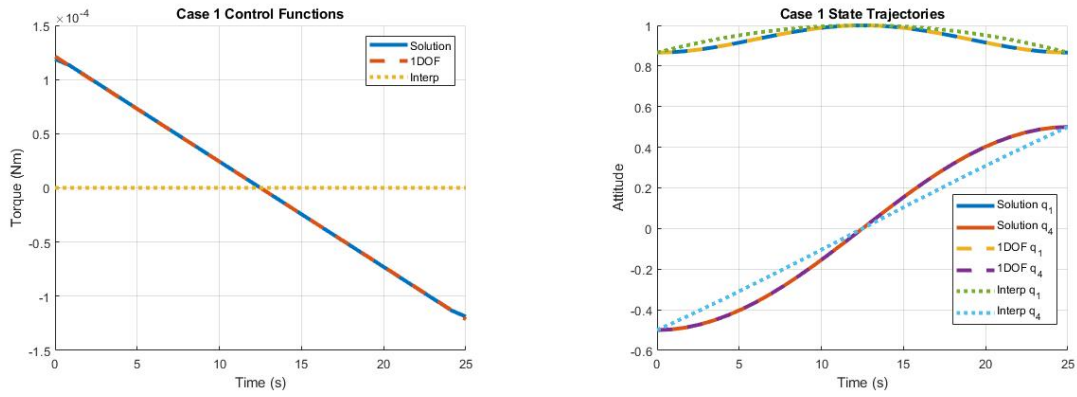 Case 1 Control Functions
× 10⁻⁴
1.5
1
0.5
0
-0.5
-1
-1.5
0 5 10 15 20 25
Time (s)
Torque (Nm)
Solution
1DOF
Interp
Case 1 State Trajectories
1
0.8
0.6
0.4
0.2
0
-0.2
-0.4
-0.6
0 5 10 15 20 25
Time (s)
Attitude
Solution q₁
Solution q₄
1DOF q₁
1DOF q₄
Interp q₁
Interp q₄